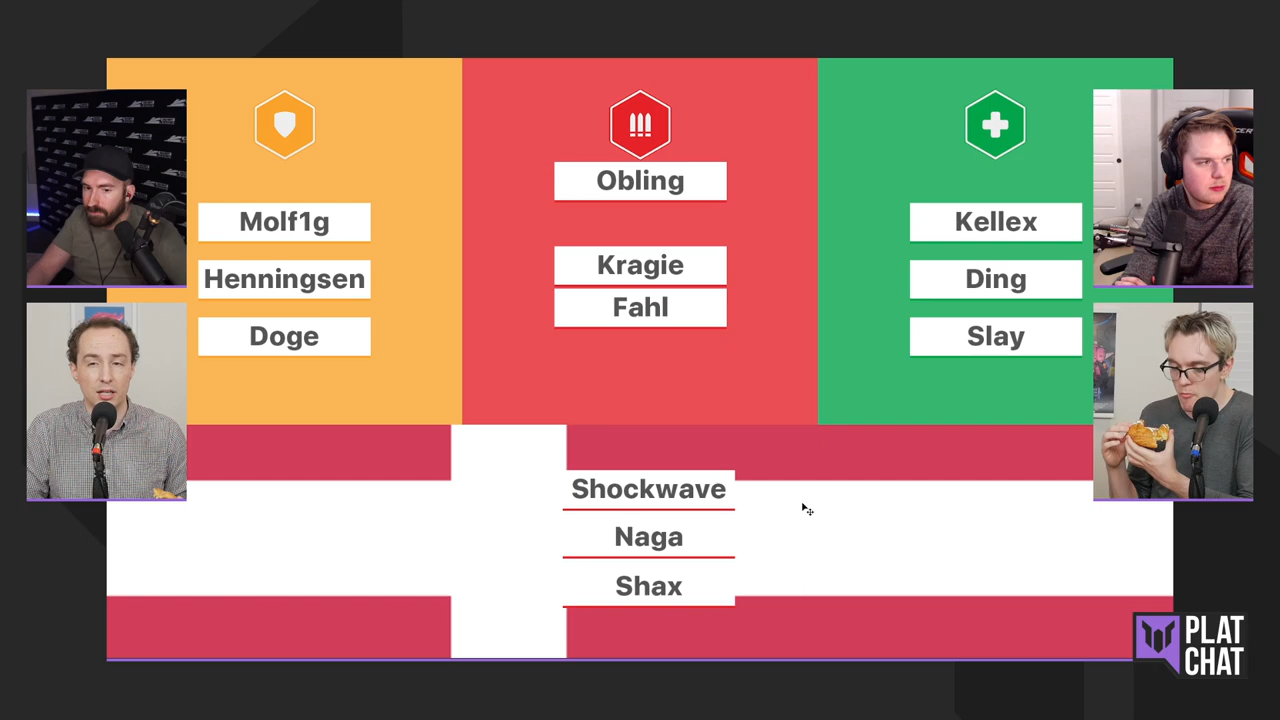 Molf1g
Henningsen
Doge
Obling
Kragie
Fahl
Kellex
Ding
Slay
Shockwave
Naga
Shax
PLAT
CHAT